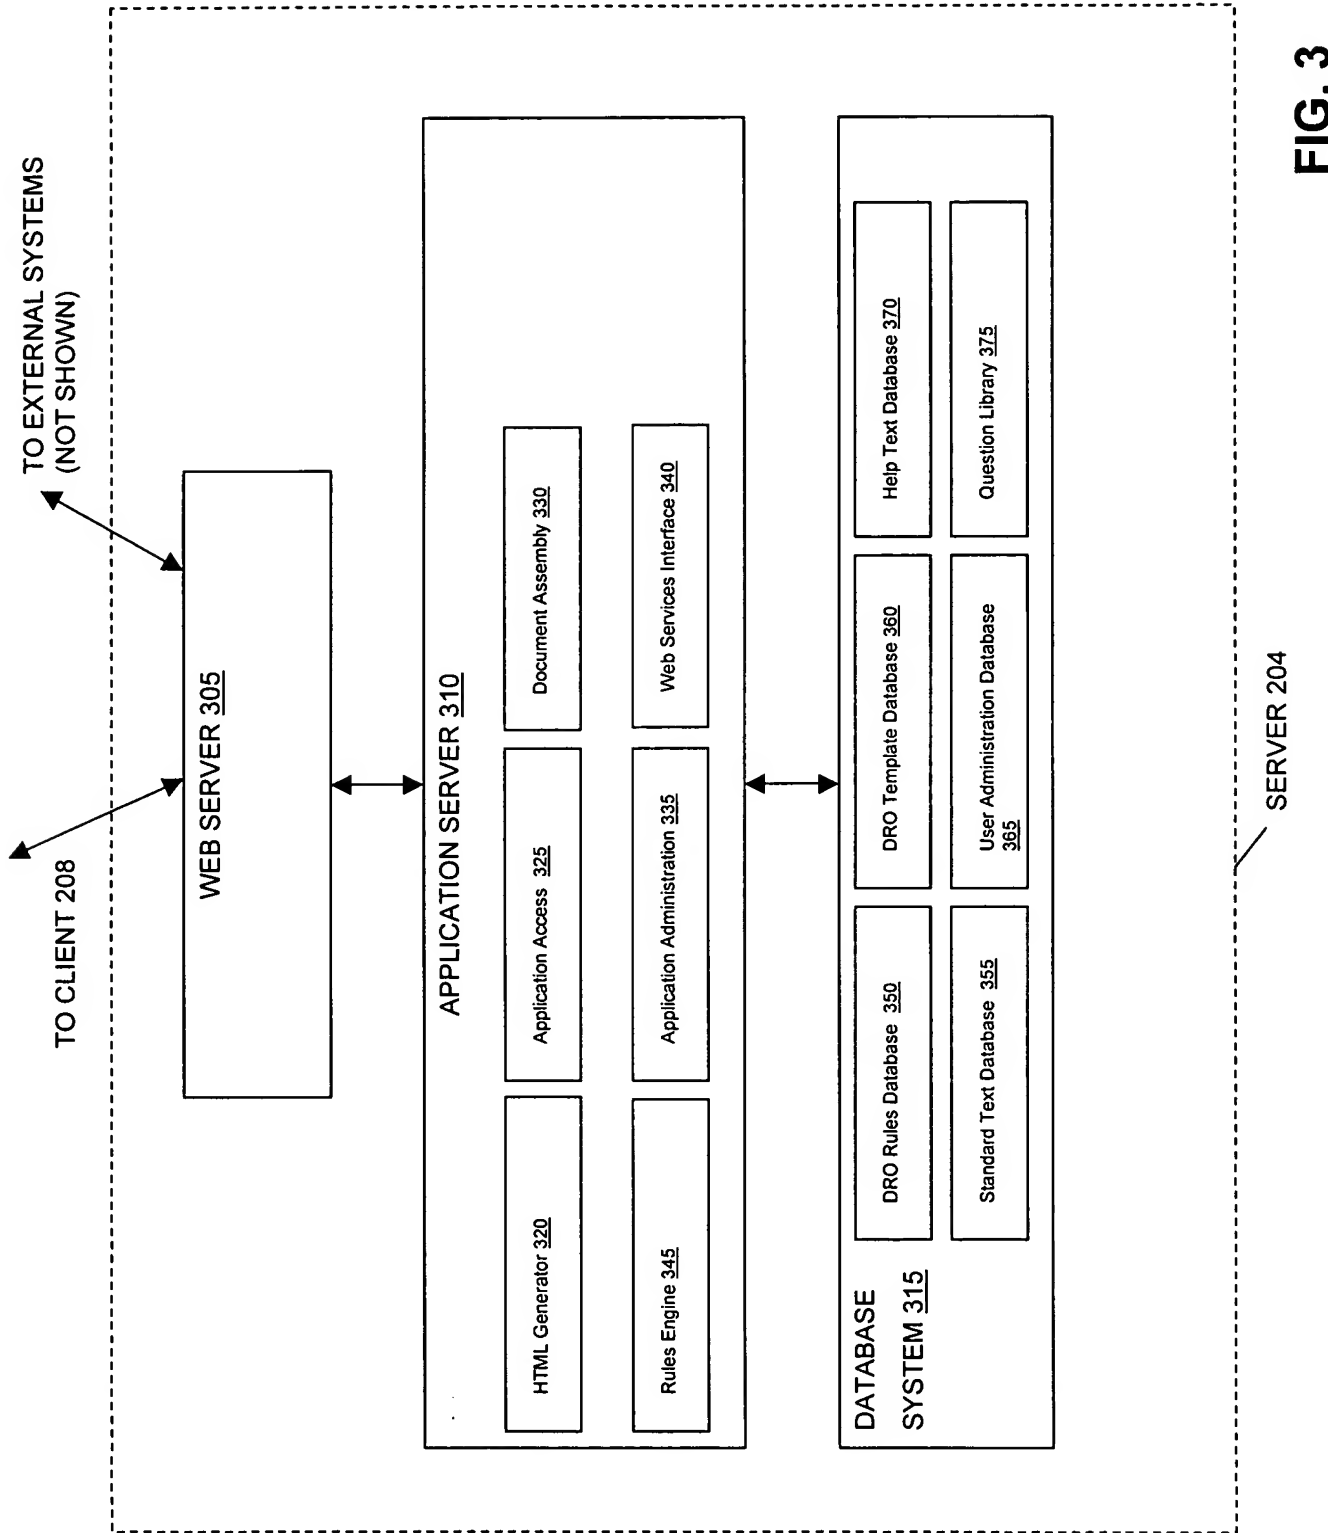 TO CLIENT 208
TO EXTERNAL SYSTEMS
(NOT SHOWN)
WEB SERVER 305
APPLICATION SERVER 310
HTML Generator 320
Application Access 325
Document Assembly 330
Rules Engine 345
Application Administration 335
Web Services Interface 340
DATABASE
SYSTEM 315
DRO Rules Database 350
DRO Template Database 360
Help Text Database 370
Standard Text Database 355
User Administration Database
365
Question Library 375
SERVER 204
FIG. 3